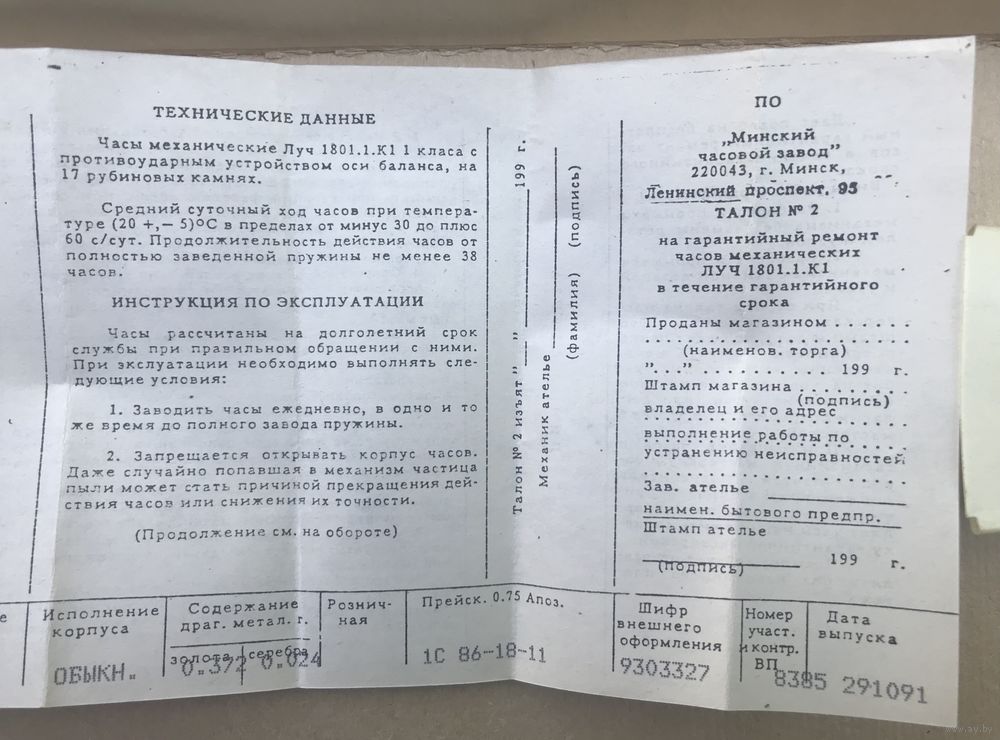 ТЕХНИЧЕСКИЕ ДАННЫЕ
Часы механические Луч 1801.1.К1 1 класа с
противоударным устройством оси баланса, на
17 рубиновых камнях.
Средний суточный ход часов при темпера-
туре (20 +,– 5)°С в пределах от минус 30 до плюс
60 с/сут. Продолжительность действия часов от
полностью заведенной пружины не менее 38
часов.
ИНСТРУКЦИЯ ПО ЭКСПЛУАТАЦИИ
Часы рассчитаны на долголетний срок
службы при правильном обращении с ними.
При экслуатации необходимо выполнять сле-
дующие условия:
1. Заводить часы ежедневно, в одно и то
же время до полного завода пружины.
2. Запрещается открывать корпус часов.
Даже случайно попавшая в механизм частица
пыли может стать причиной прекращения дей-
ствия часов или снижения их точности.
(Продолжение см. на обороте)
Талон № 2 изъят " " 199 г.
Механик ателье
(фамилия) (подпись)
ПО
„Минский
часовой завод”
220043, г. Минск,
Ленинский проспект, 95
ТАЛОН № 2
на гарантийный ремонт
часов механических
ЛУЧ 1801.1.К1
в течение гарантийного
срока
Проданы магазином . . . . . .
. . . . . . . . . . . . . . . . . . . .
(наименов. торга)
”. . .” . . . . . . . . . . 199 г.
Штамп магазина . . . . . . . .
(подпись)
владелец и его адрес
. . . . . . . . . . . . . . . . . . . .
выполнение работы по
устранению неисправностей
. . . . . . . . . . . . . . . . . . . .
Зав. ателье
наимен. бытового предпр.
Штамп ателье
199 г.
(подпись)
е
Исполнение
корпуса
ОБЫКН.
Содержание
драг. метал. г.
золота серебра
0.372 0.024
Рознич-
ная
Прейск. 0.75 Апоз.
1С 86-18-11
Шифр
внешнего
оформления
9303327
Номер
участ.
и контр.
ВП
8385
Дата
выпуска
291091
www.ay.by